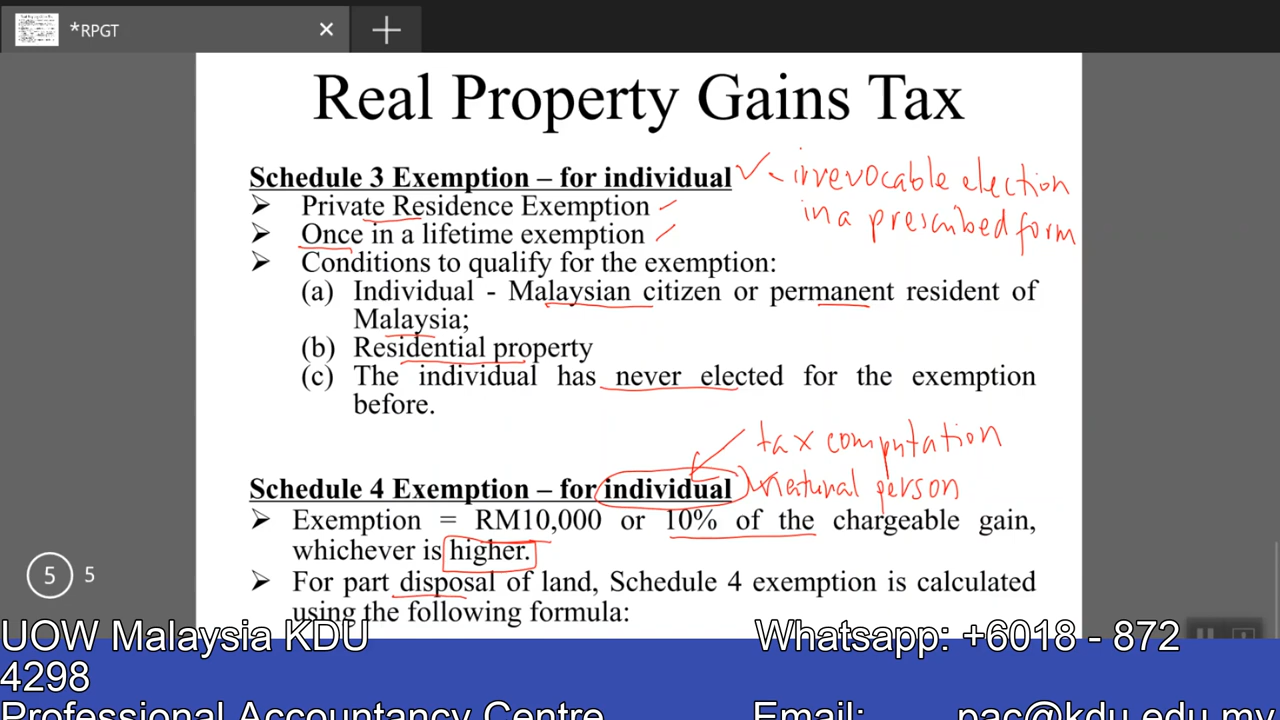 *RPGT
Real Property Gains Tax
Schedule 3 Exemption – for individual ✓ - irrevocable election
➢ Private Residence Exemption in a prescribed form
➢ Once in a lifetime exemption
➢ Conditions to qualify for the exemption:
(a) Individual - Malaysian citizen or permanent resident of
Malaysia;
(b) Residential property
(c) The individual has never elected for the exemption
before.
tax computation
Schedule 4 Exemption – for individual natural person
➢ Exemption = RM10,000 or 10% of the chargeable gain,
whichever is higher.
➢ For part disposal of land, Schedule 4 exemption is calculated
using the following formula:
5 5
UOW Malaysia KDU Whatsapp: +6018 - 872
4298
Professional Accountancy Centre Email: pac@kdu.edu.my